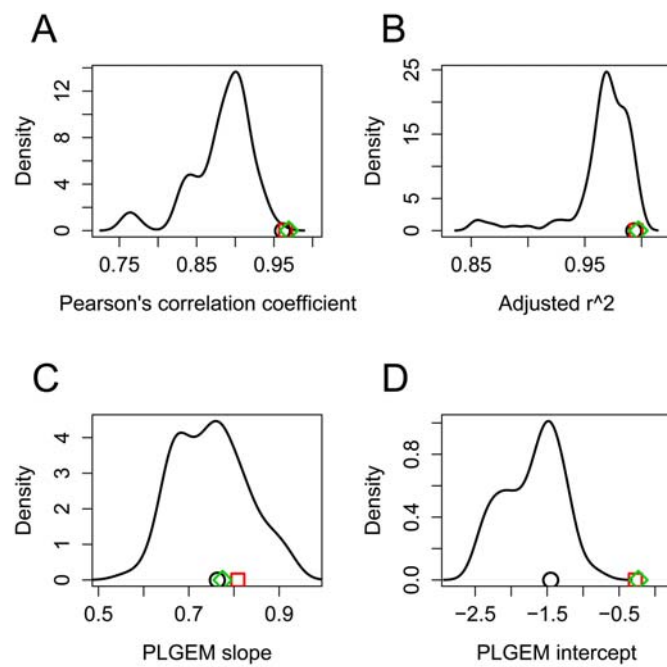 A
Density
12
8
4
0
0.75
0.85
0.95
Pearson's correlation coefficient
B
Density
25
15
5
0
0.85
0.95
Adjusted r^2
C
Density
4
3
2
1
0
0.5
0.7
0.9
PLGEM slope
D
Density
0.8
0.4
0.0
−2.5
−1.5
−0.5
PLGEM intercept